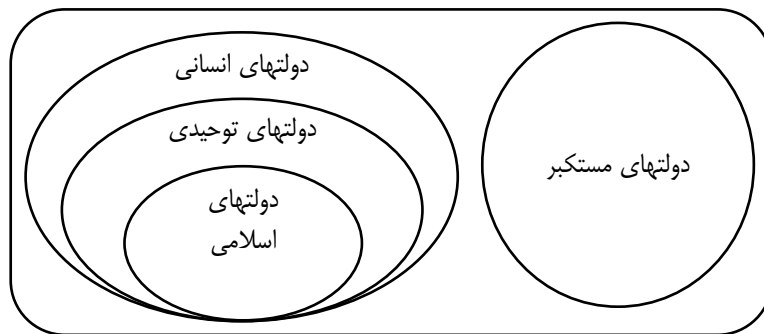 دولتهای انسانی
دولتهای توحیدی
دولتهای مستکبر
دولتهای
اسلامی